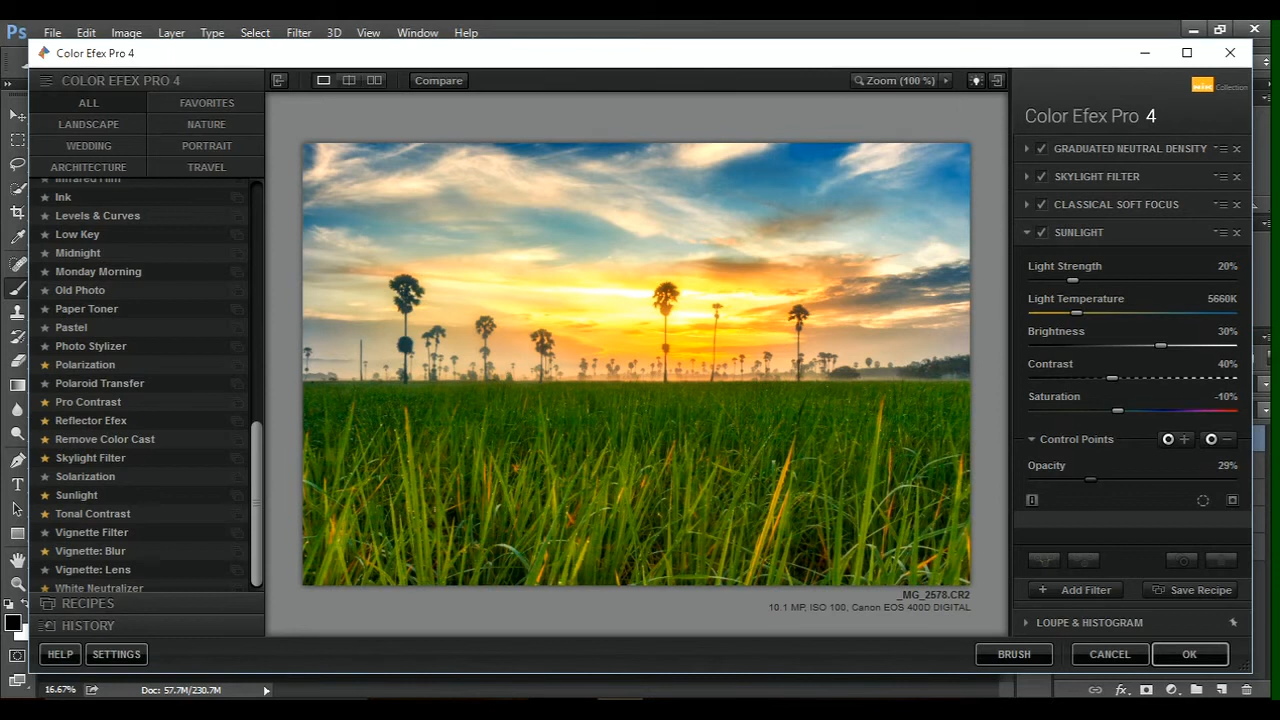 Ps File Edit Image Layer Type Select Filter 3D View Window Help
Color Efex Pro 4
COLOR EFEX PRO 4
Compare
Zoom (100 %)
ALL FAVORITES
LANDSCAPE NATURE
WEDDING PORTRAIT
ARCHITECTURE TRAVEL
Infrared Film
Ink
Levels & Curves
Low Key
Midnight
Monday Morning
Old Photo
Paper Toner
Pastel
Photo Stylizer
Polarization
Polaroid Transfer
Pro Contrast
Reflector Efex
Remove Color Cast
Skylight Filter
Solarization
Sunlight
Tonal Contrast
Vignette Filter
Vignette: Blur
Vignette: Lens
White Neutralizer
RECIPES
HISTORY
HELP SETTINGS
_MG_2578.CR2
10.1 MP, ISO 100, Canon EOS 400D DIGITAL
nik Collection
Color Efex Pro 4
GRADUATED NEUTRAL DENSITY
SKYLIGHT FILTER
CLASSICAL SOFT FOCUS
SUNLIGHT
Light Strength 20%
Light Temperature 5660K
Brightness 30%
Contrast 40%
Saturation -10%
Control Points
Opacity 29%
Add Filter Save Recipe
LOUPE & HISTOGRAM
BRUSH CANCEL OK
16.67% Doc: 57.7M/230.7M
fx